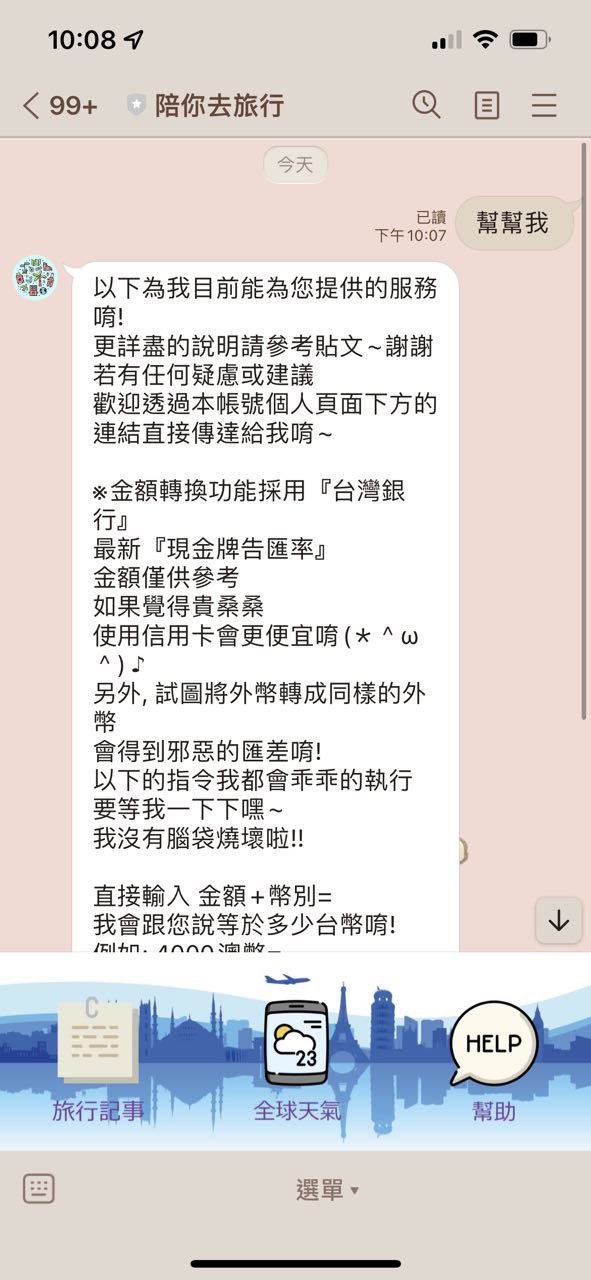 10:08
99+
陪你去旅行
今天
已讀
下午10:07
幫幫我
以下為我目前能為您提供的服務
唷!
更詳盡的說明請參考貼文~謝謝
若有任何疑慮或建議
歡迎透過本帳號個人頁面下方的
連結直接傳達給我唷~
※金額轉換功能採用『台灣銀
行』
最新『現金牌告匯率』
金額僅供參考
如果覺得貴桑桑
使用信用卡會更便宜唷(＊＾ω
＾)♪
另外, 試圖將外幣轉成同樣的外
幣
會得到邪惡的匯差唷!
以下的指令我都會乖乖的執行
要等我一下下嘿~
我沒有腦袋燒壞啦!!
直接輸入 金額+幣別=
我會跟您說等於多少台幣唷!
例如: 4000澳幣=
C
23
HELP
旅行記事
全球天氣
幫助
選單▼